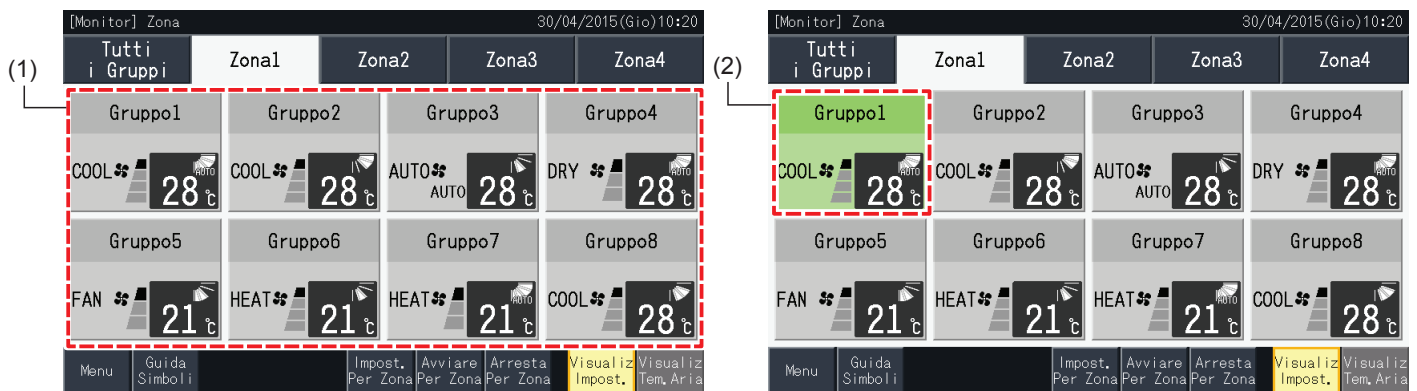 (1)
[Monitor] Zona 30/04/2015(Gio)10:20
Tutti i Gruppi Zona1 Zona2 Zona3 Zona4
Gruppo1 Gruppo2 Gruppo3 Gruppo4
COOL AUTO 28 ℃ COOL 28 ℃ AUTO AUTO 28 ℃ DRY AUTO 28 ℃
Gruppo5 Gruppo6 Gruppo7 Gruppo8
FAN 21 ℃ HEAT 21 ℃ HEAT AUTO 21 ℃ COOL 28 ℃
Menu Guida Simboli Impost. Per Zona Avviare Per Zona Arresta Per Zona Visualiz Impost. Visualiz Tem.Aria
(2)
[Monitor] Zona 30/04/2015(Gio)10:20
Tutti i Gruppi Zona1 Zona2 Zona3 Zona4
Gruppo1 Gruppo2 Gruppo3 Gruppo4
COOL AUTO 28 ℃ COOL 28 ℃ AUTO AUTO 28 ℃ DRY AUTO 28 ℃
Gruppo5 Gruppo6 Gruppo7 Gruppo8
FAN 21 ℃ HEAT 21 ℃ HEAT AUTO 21 ℃ COOL 28 ℃
Menu Guida Simboli Impost. Per Zona Avviare Per Zona Arresta Per Zona Visualiz Impost. Visualiz Tem.Aria